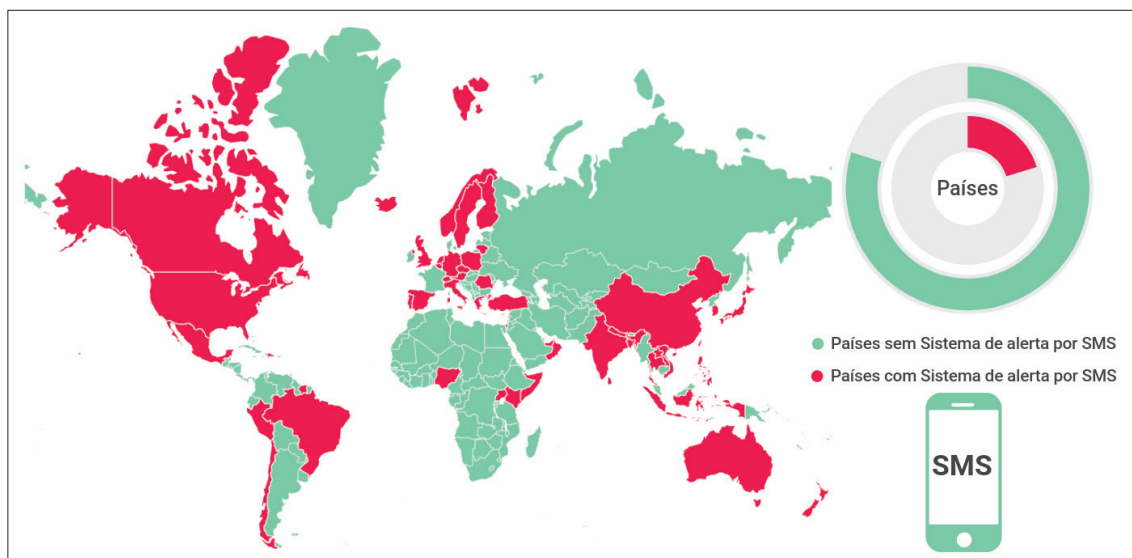 Países
Países sem Sistema de alerta por SMS
Países com Sistema de alerta por SMS
SMS